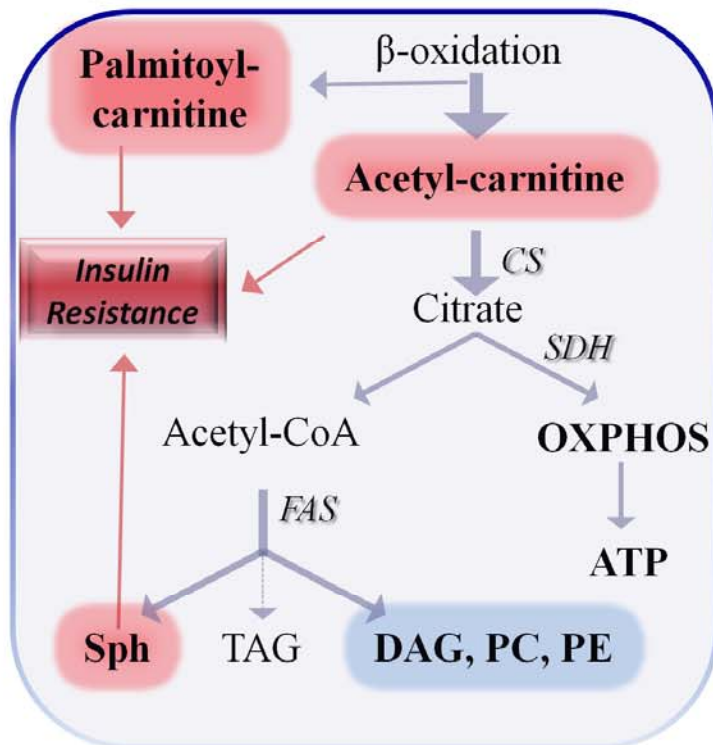 β-oxidation
Palmitoyl-
carnitine
Acetyl-carnitine
CS
Insulin
Resistance
Citrate
SDH
Acetyl-CoA
OXPHOS
FAS
ATP
Sph
TAG
DAG, PC, PE